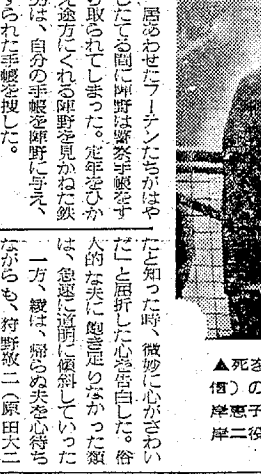 居あわせたフーテンたちがはや
したてる間に陣野は警察手帳をす
り取られてしまった。定年をひか
え途方にくれる陣野を見かねた鉄
男は、自分の手帳を陣野に与え、
すられた手帳を捜した。
たと知った時、微妙に心がさわい
だ」と屈折した心を告白した。俗
人的な夫に飽き足りなかった類
は、急速に道明に傾斜していった
一方、綾は、帰らぬ夫を心待ち
ながらも、狩野敬二(原田大二
▲死を
信)の
岸恵子
岸二役